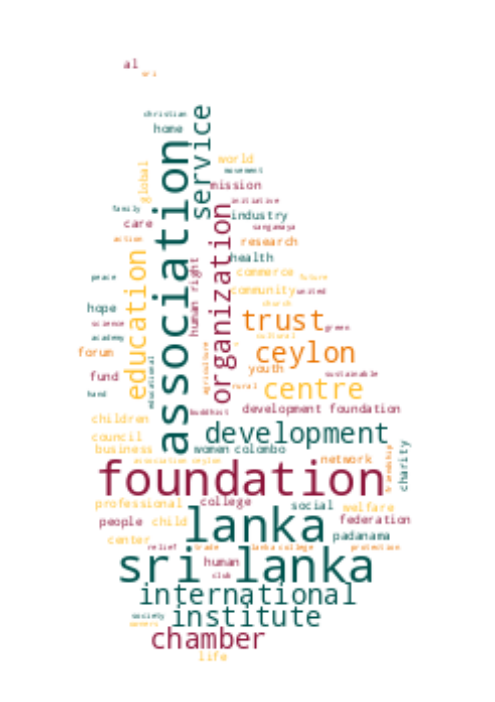 al
sri
christian
service
home
association
world
movement
global
mission
initiative
family
organization
industry
care
sangamaya
action
research
health
education
human right
commerce
future
peace
community
united
church
hope
trust
green
science
cultural
academy
forum
ceylon
educational
agriculture
youth
sustainable
fund
rural
centre
hand
buddhist
development foundation
children
development
council
charity
friendship
business
women
colombo
association ceylon
network
foundation
professional
college
social
welfare
lanka
people
child
federation
center
padanama
relief
trade
lanka college
protection
sri lanka
human
club
international
society
institute
women's
chamber
life